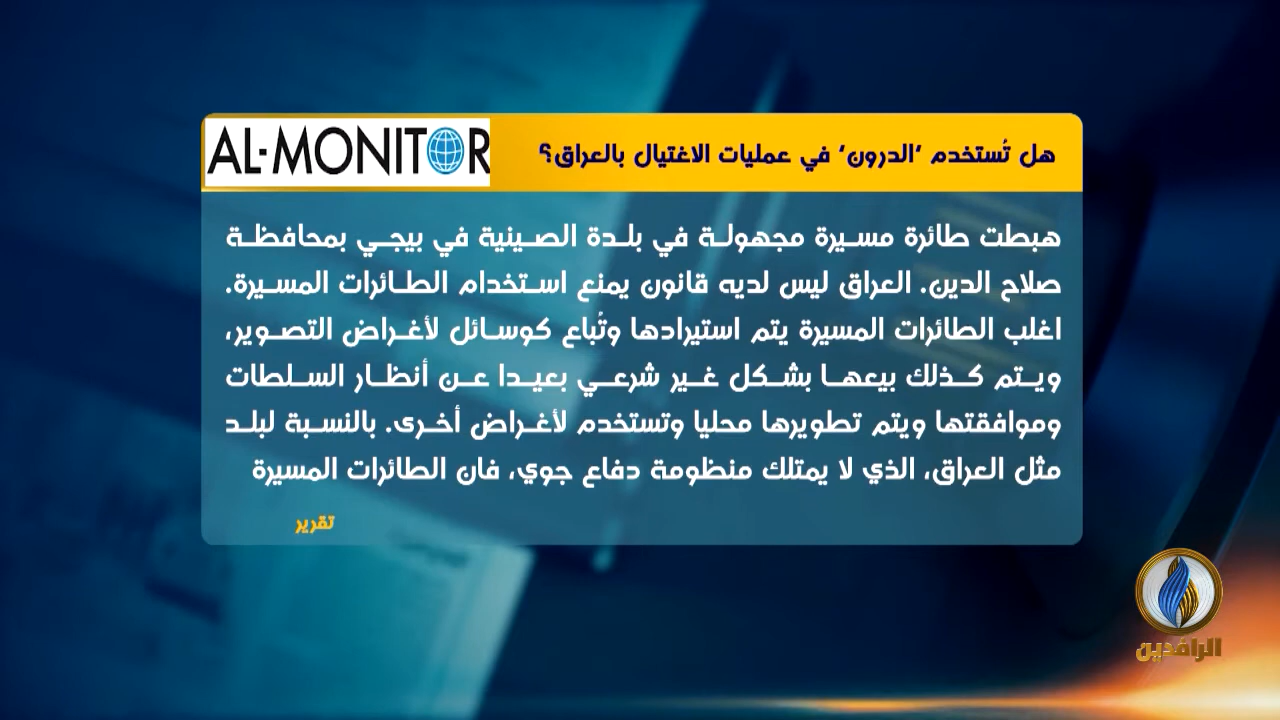 AL-MONITOR
هل تُستخدم ‘الدرون’ في عمليات الاغتيال بالعراق؟
هبطت طائرة مسيرة مجهولة في بلدة الصينية في بيجي بمحافظة
صلاح الدين. العراق ليس لديه قانون يمنع استخدام الطائرات المسيرة.
اغلب الطائرات المسيرة يتم استيرادها وتُباع كوسائل لأغراض التصوير،
ويتم كذلك بيعها بشكل غير شرعي بعيدا عن أنظار السلطات
وموافقتها ويتم تطويرها محليا وتستخدم لأغراض أخرى. بالنسبة لبلد
مثل العراق، الذي لا يمتلك منظومة دفاع جوي، فان الطائرات المسيرة
تقرير
الرافدين